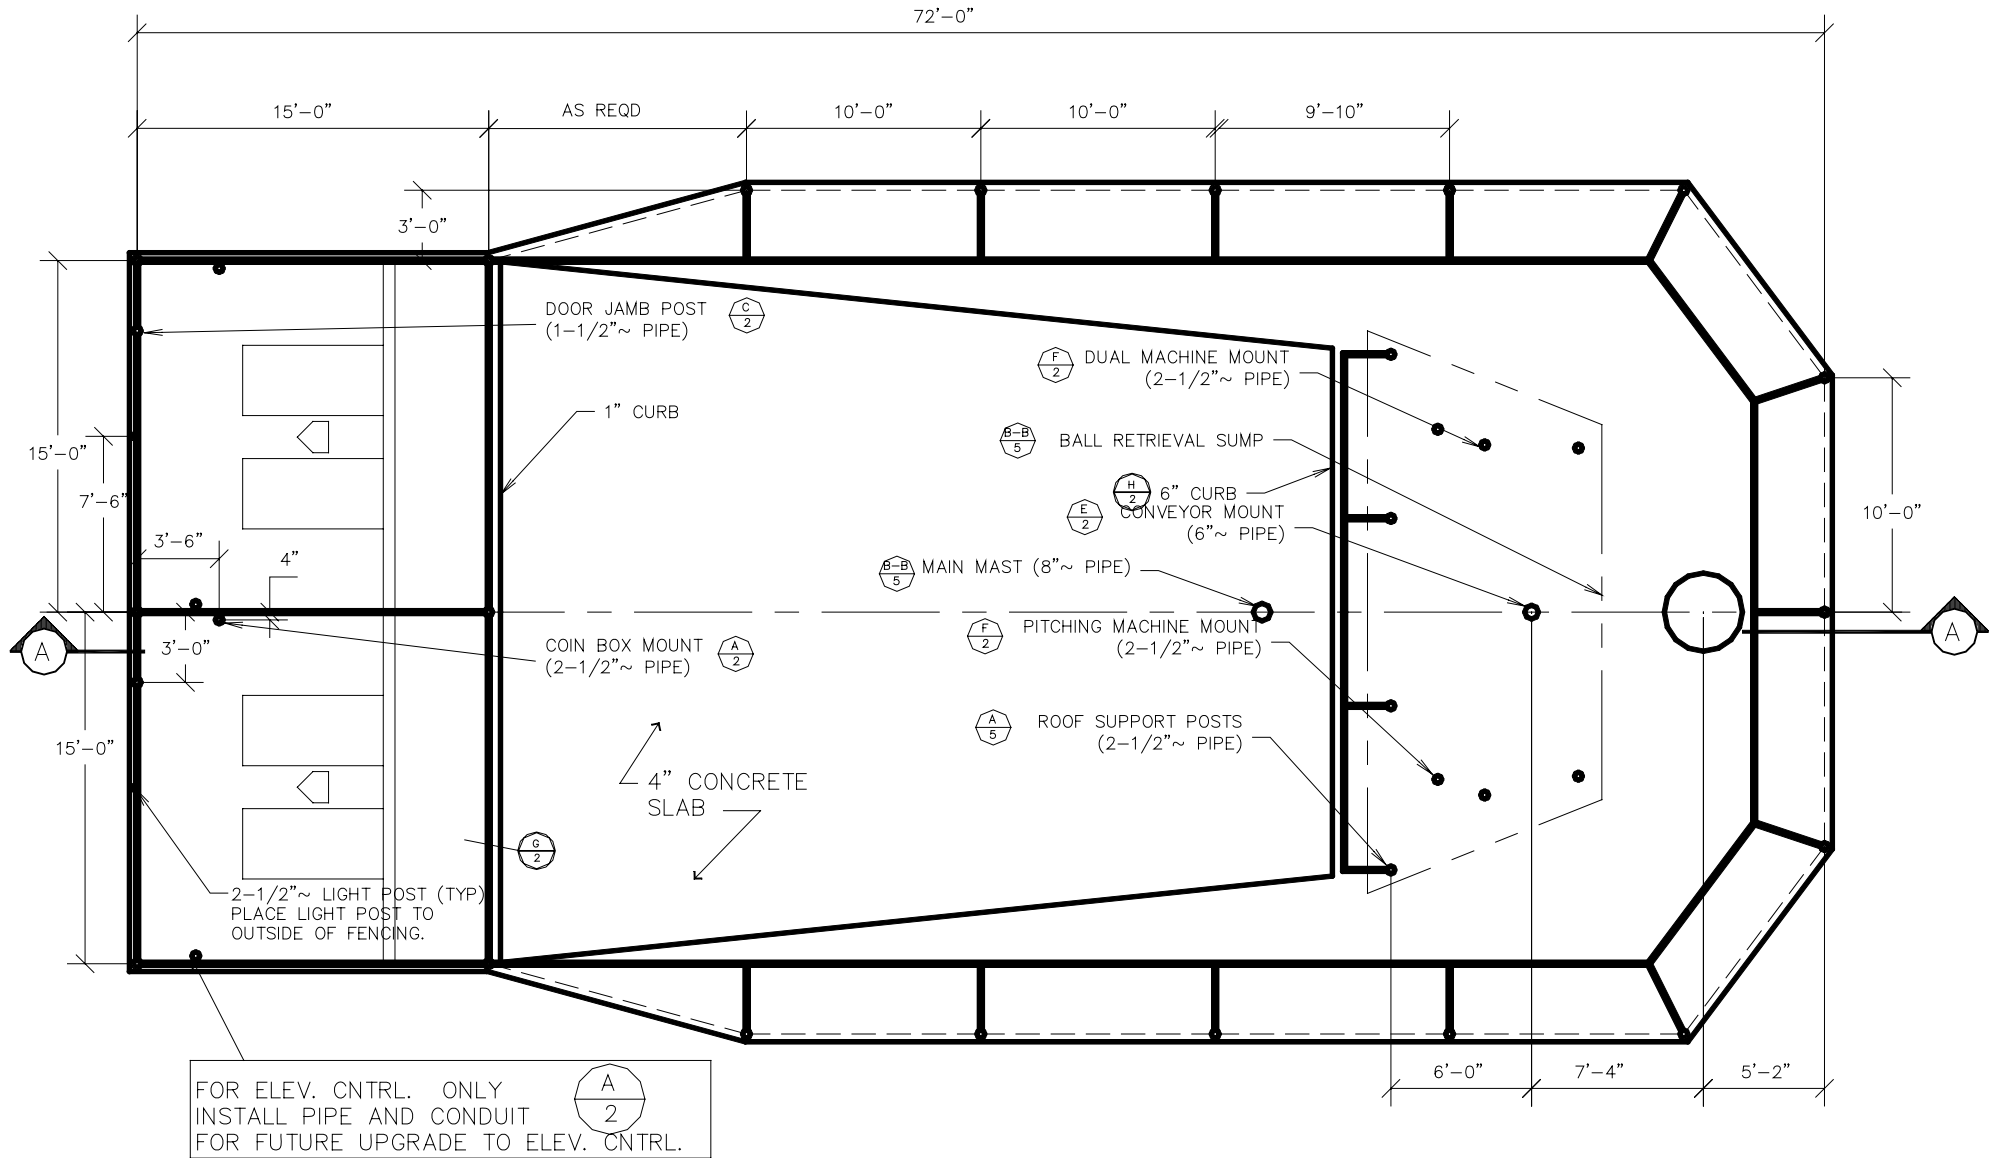 72'-0"
15'-0"
AS REQD
10'-0"
10'-0"
9'-10"
3'-0"
DOOR JAMB POST
(1-1/2"~ PIPE)
C
2
F
2
DUAL MACHINE MOUNT
(2-1/2"~ PIPE)
1" CURB
B-B
5
BALL RETRIEVAL SUMP
15'-0"
7'-6"
H
2
6" CURB
E
2
CONVEYOR MOUNT
(6"~ PIPE)
10'-0"
3'-6"
4"
B-B
5
MAIN MAST (8"~ PIPE)
A
3'-0"
COIN BOX MOUNT
(2-1/2"~ PIPE)
A
2
F
2
PITCHING MACHINE MOUNT
(2-1/2"~ PIPE)
A
15'-0"
A
5
ROOF SUPPORT POSTS
(2-1/2"~ PIPE)
4" CONCRETE
SLAB
G
2
2-1/2"~ LIGHT POST (TYP)
PLACE LIGHT POST TO
OUTSIDE OF FENCING.
6'-0"
7'-4"
5'-2"
FOR ELEV. CNTRL. ONLY
INSTALL PIPE AND CONDUIT
FOR FUTURE UPGRADE TO ELEV. CNTRL.
A
2